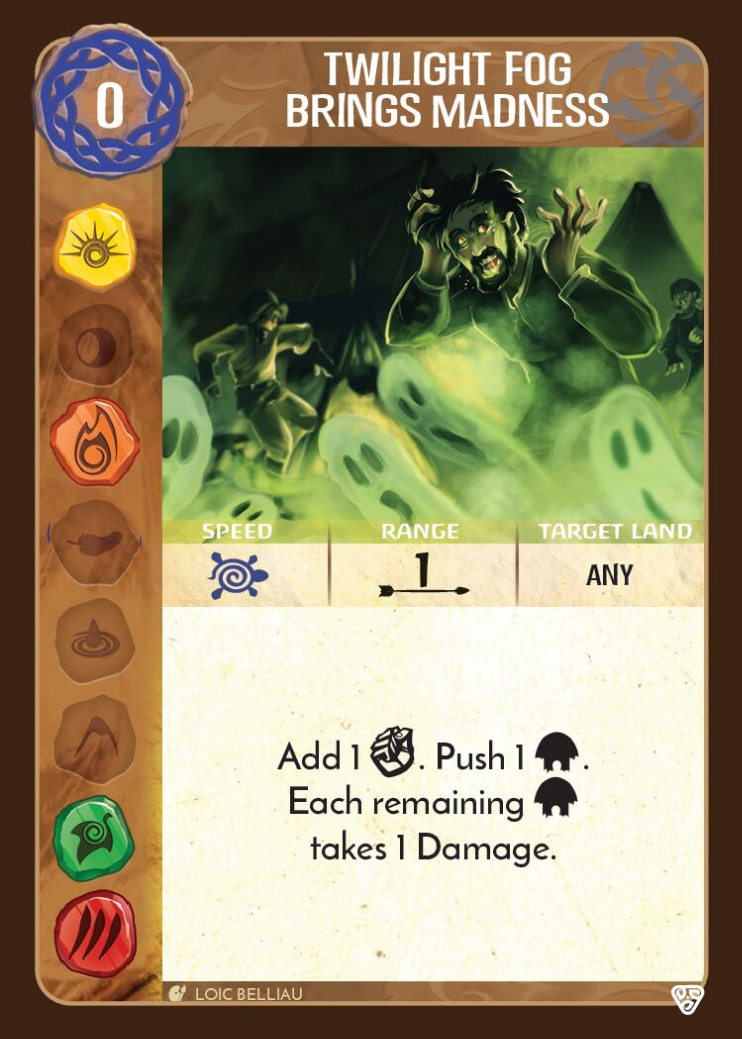 0
TWILIGHT FOG
BRINGS MADNESS
SPEED RANGE TARGET LAND
1 ANY
Add 1 . Push 1 .
Each remaining
takes 1 Damage.
LOIC BELLIAU